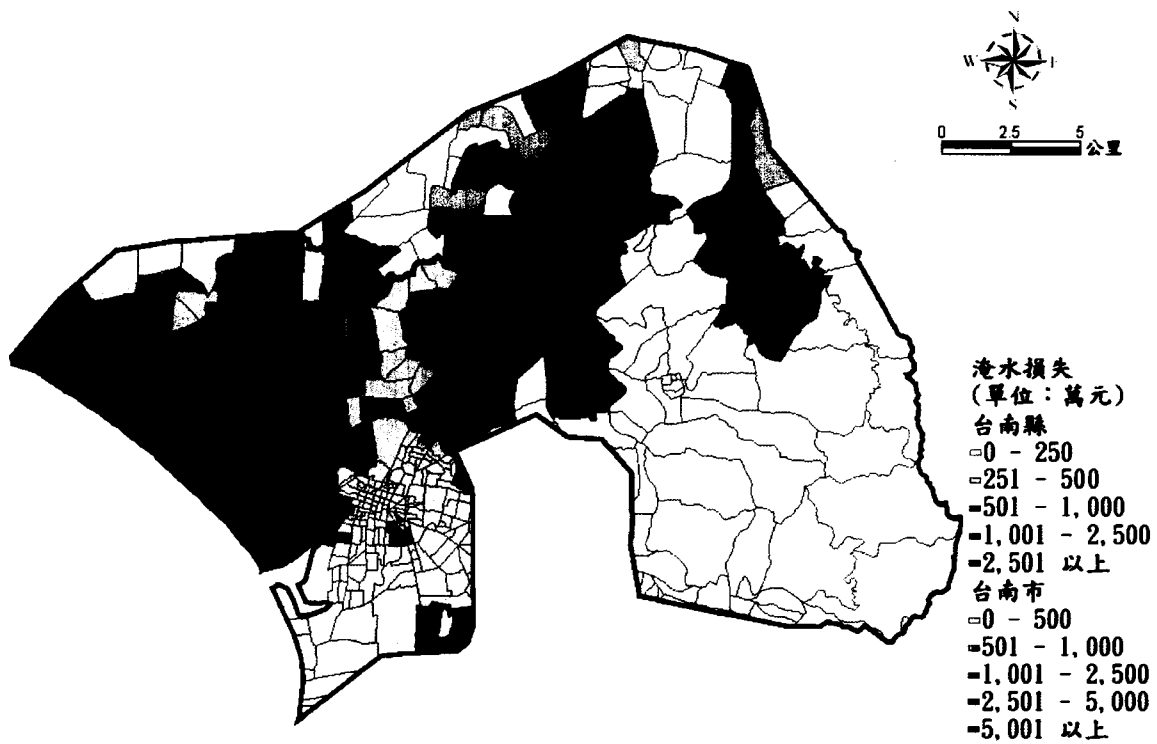 N
W E
S
0 2.5 5
公里
淹水損失
(單位：萬元)
台南縣
0 - 250
251 - 500
501 - 1,000
1,001 - 2,500
2,501 以上
台南市
0 - 500
501 - 1,000
1,001 - 2,500
2,501 - 5,000
5,001 以上